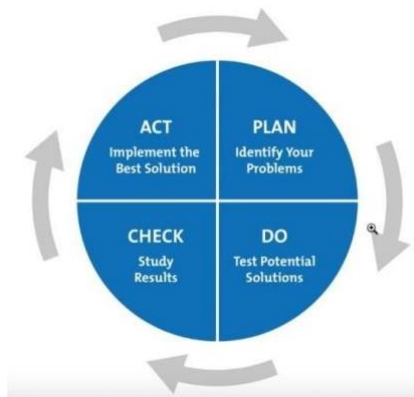 ACT
Implement the
Best Solution
PLAN
Identify Your
Problems
CHECK
Study
Results
DO
Test Potential
Solutions